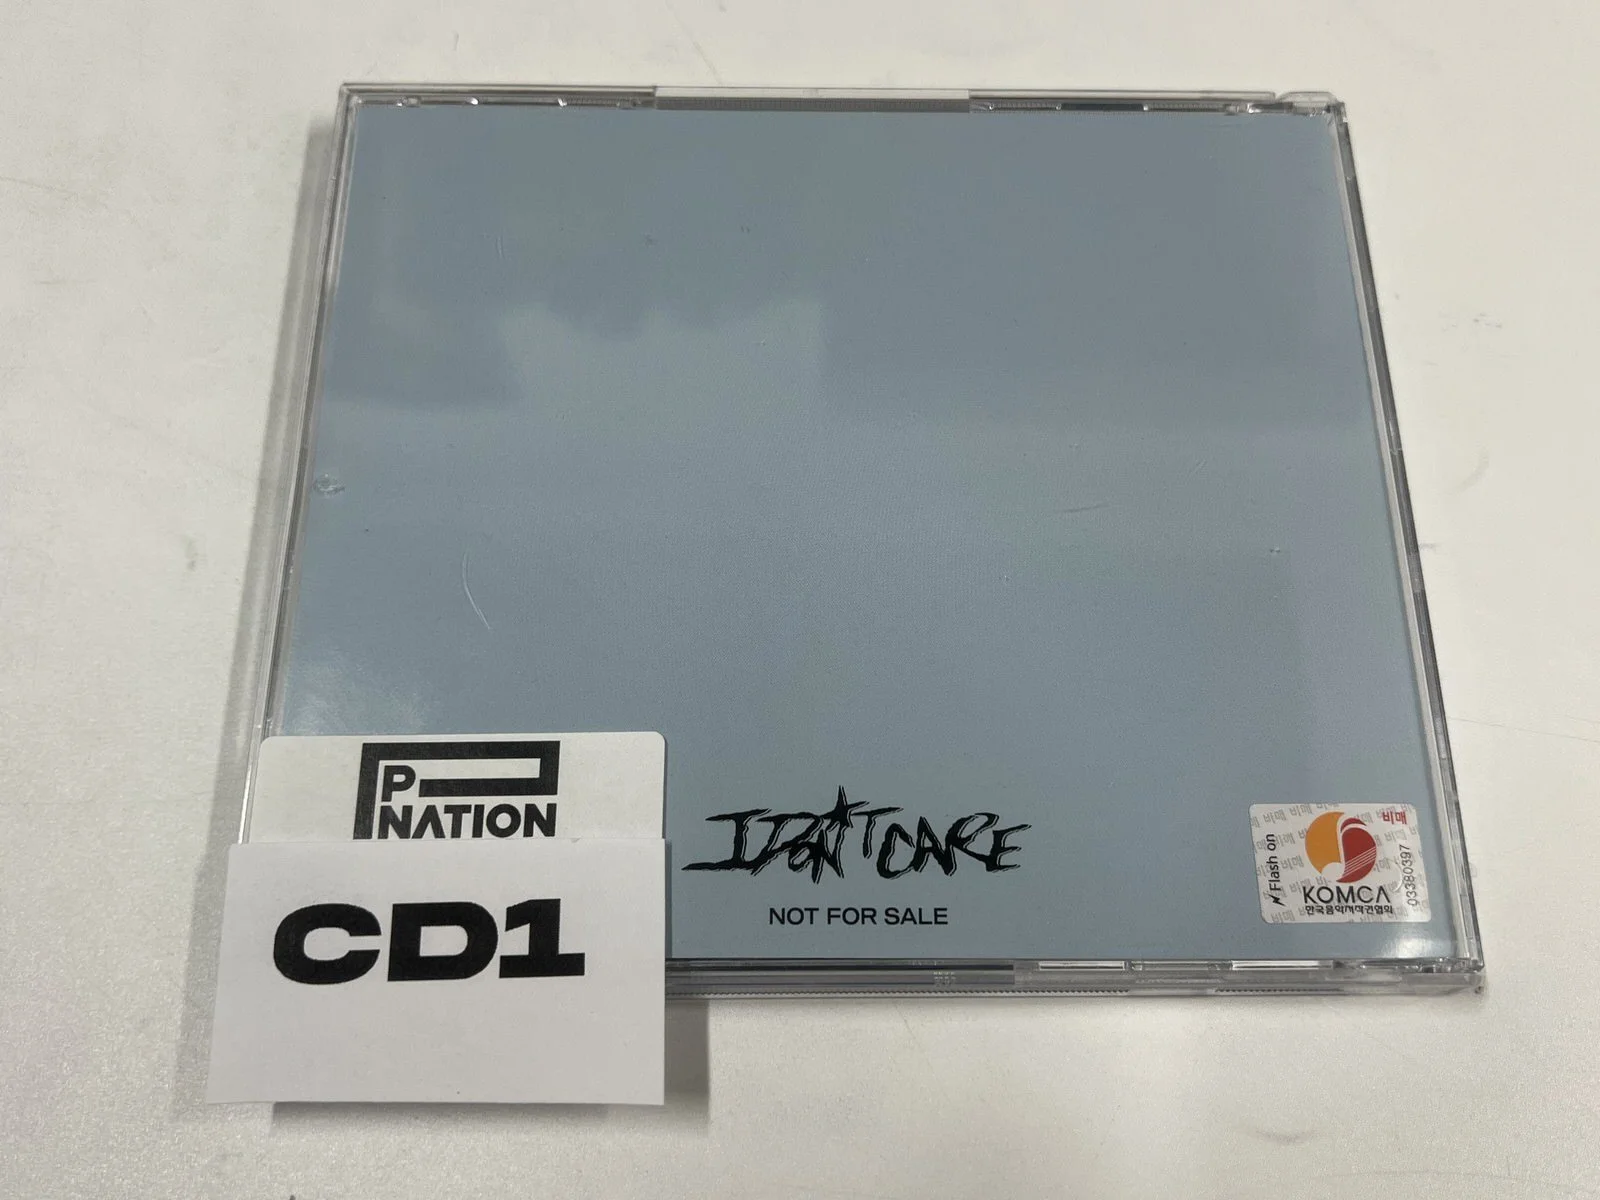 P
NATION
CD1
I DON'T CARE
NOT FOR SALE
Flash on
비매
KOMCA
한국음악저작권협회
03380397